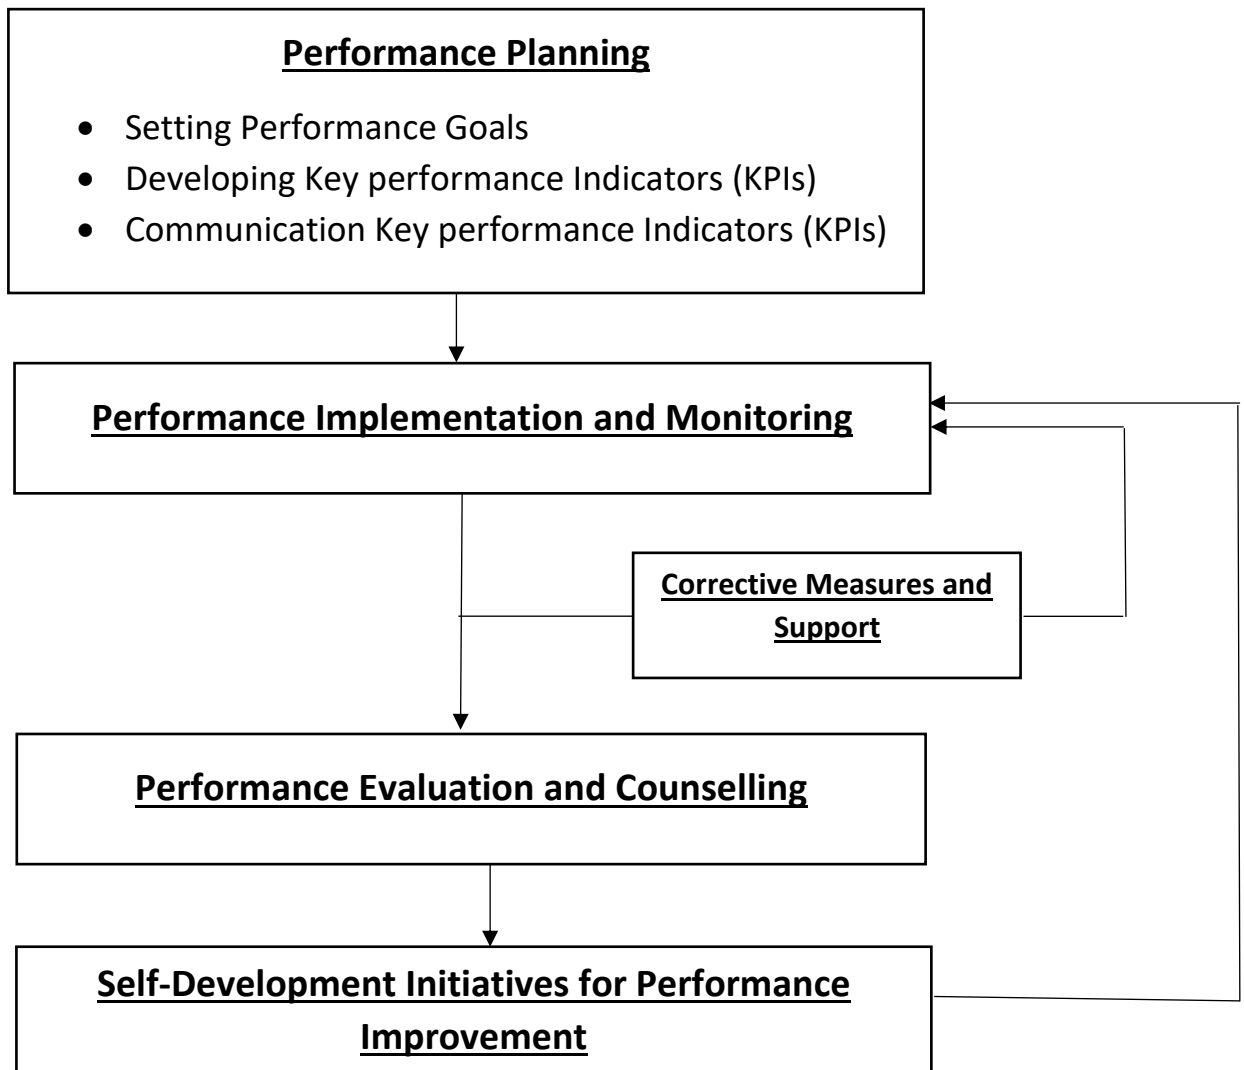 Performance Planning
• Setting Performance Goals
• Developing Key performance Indicators (KPIs)
• Communication Key performance Indicators (KPIs)
Performance Implementation and Monitoring
Corrective Measures and
Support
Performance Evaluation and Counselling
Self-Development Initiatives for Performance
Improvement